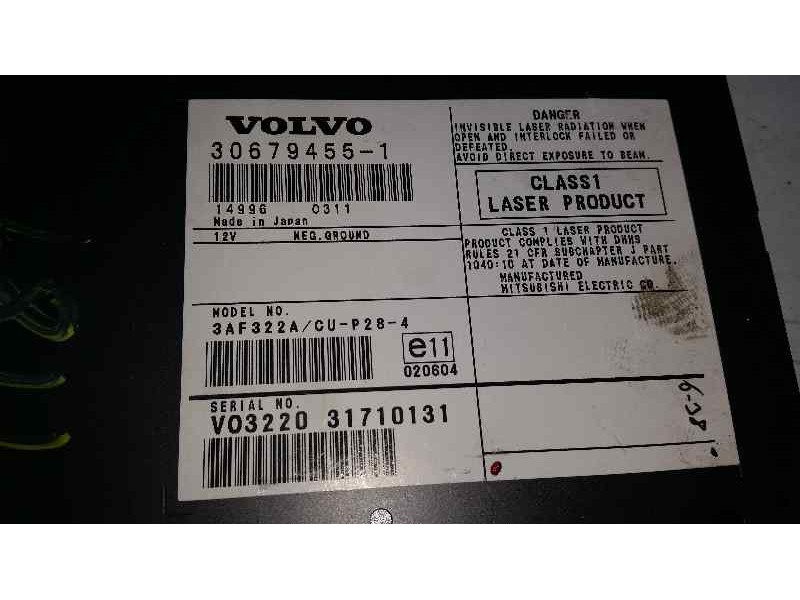 VOLVO
30679455-1
14996 0311
Made in Japan
12V NEG.GROUND
MODEL NO.
3AF322A/CU-P28-4
e11
020604
SERIAL NO.
VO3220 31710131
DANGER
INVISIBLE LASER RADIATION WHEN
OPEN AND INTERLOCK FAILED OR
DEFEATED.
AVOID DIRECT EXPOSURE TO BEAM.
CLASS1
LASER PRODUCT
CLASS 1 LASER PRODUCT
PRODUCT COMPLIES WITH DHHS
RULES 21 CFR SUBCHAPTER J PART
1040:10 AT DATE OF MANUFACTURE.
MANUFACTURED
MITSUBISHI ELECTRIC CO.